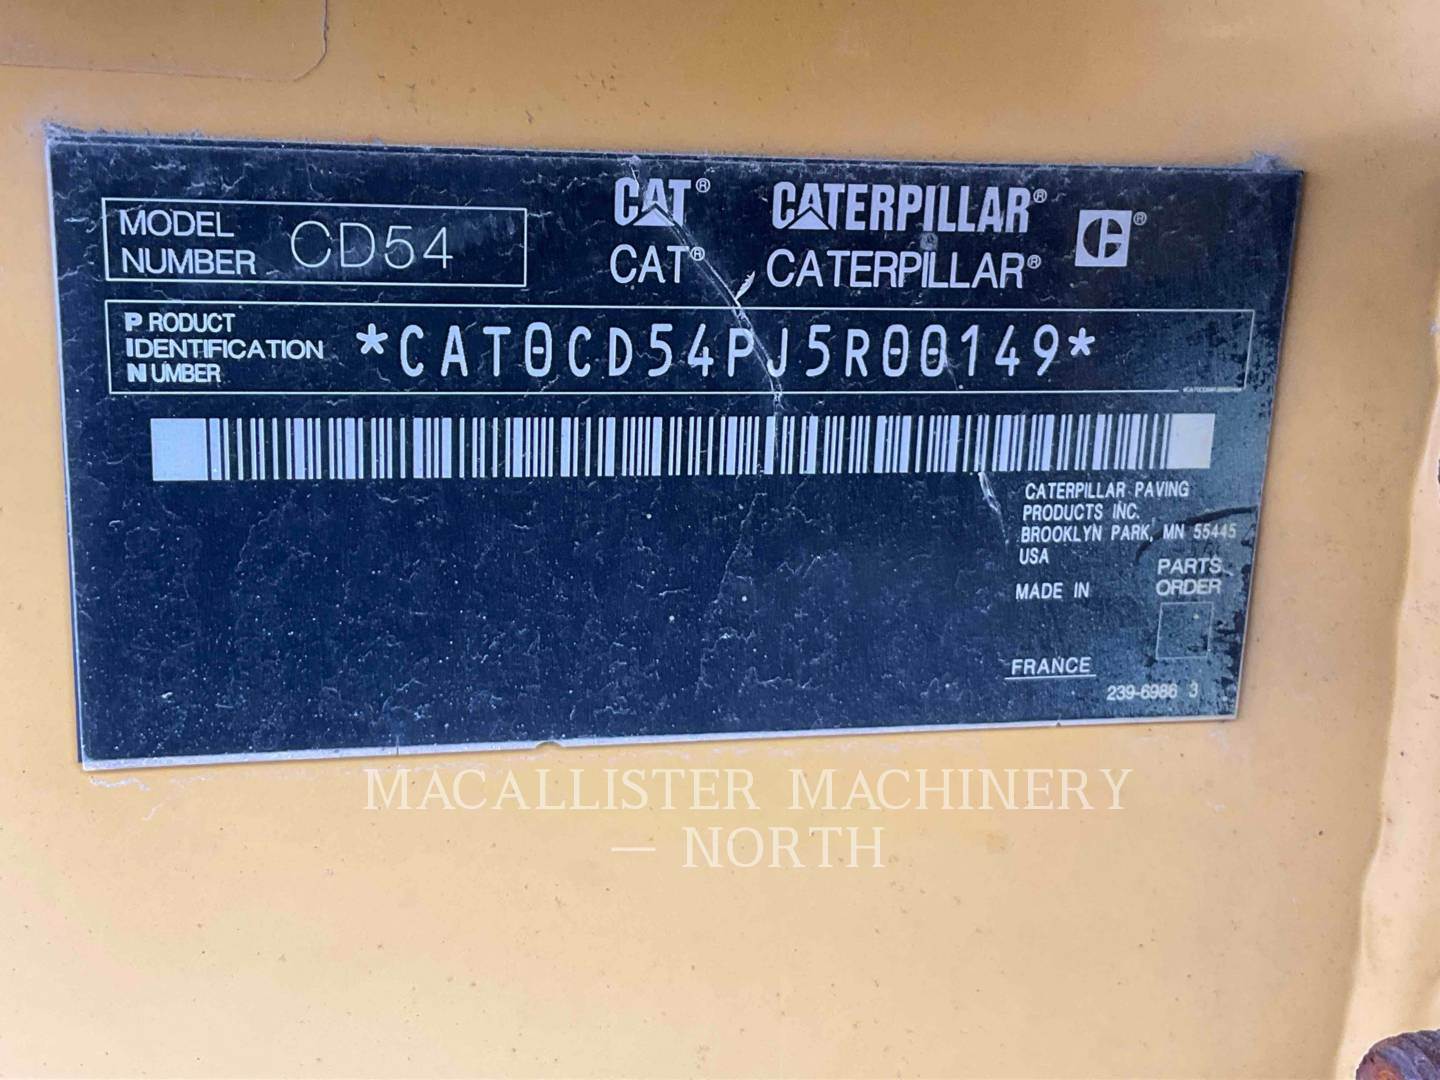 CAT® CATERPILLAR® ®
CAT® CATERPILLAR®
MODEL
NUMBER CD54
PRODUCT
IDENTIFICATION
NUMBER
*CAT0CD54PJ5R00149*
CATERPILLAR PAVING
PRODUCTS INC.
BROOKLYN PARK, MN 55445
USA
MADE IN
FRANCE
PARTS
ORDER
239-6986 3
MACALLISTER MACHINERY
— NORTH